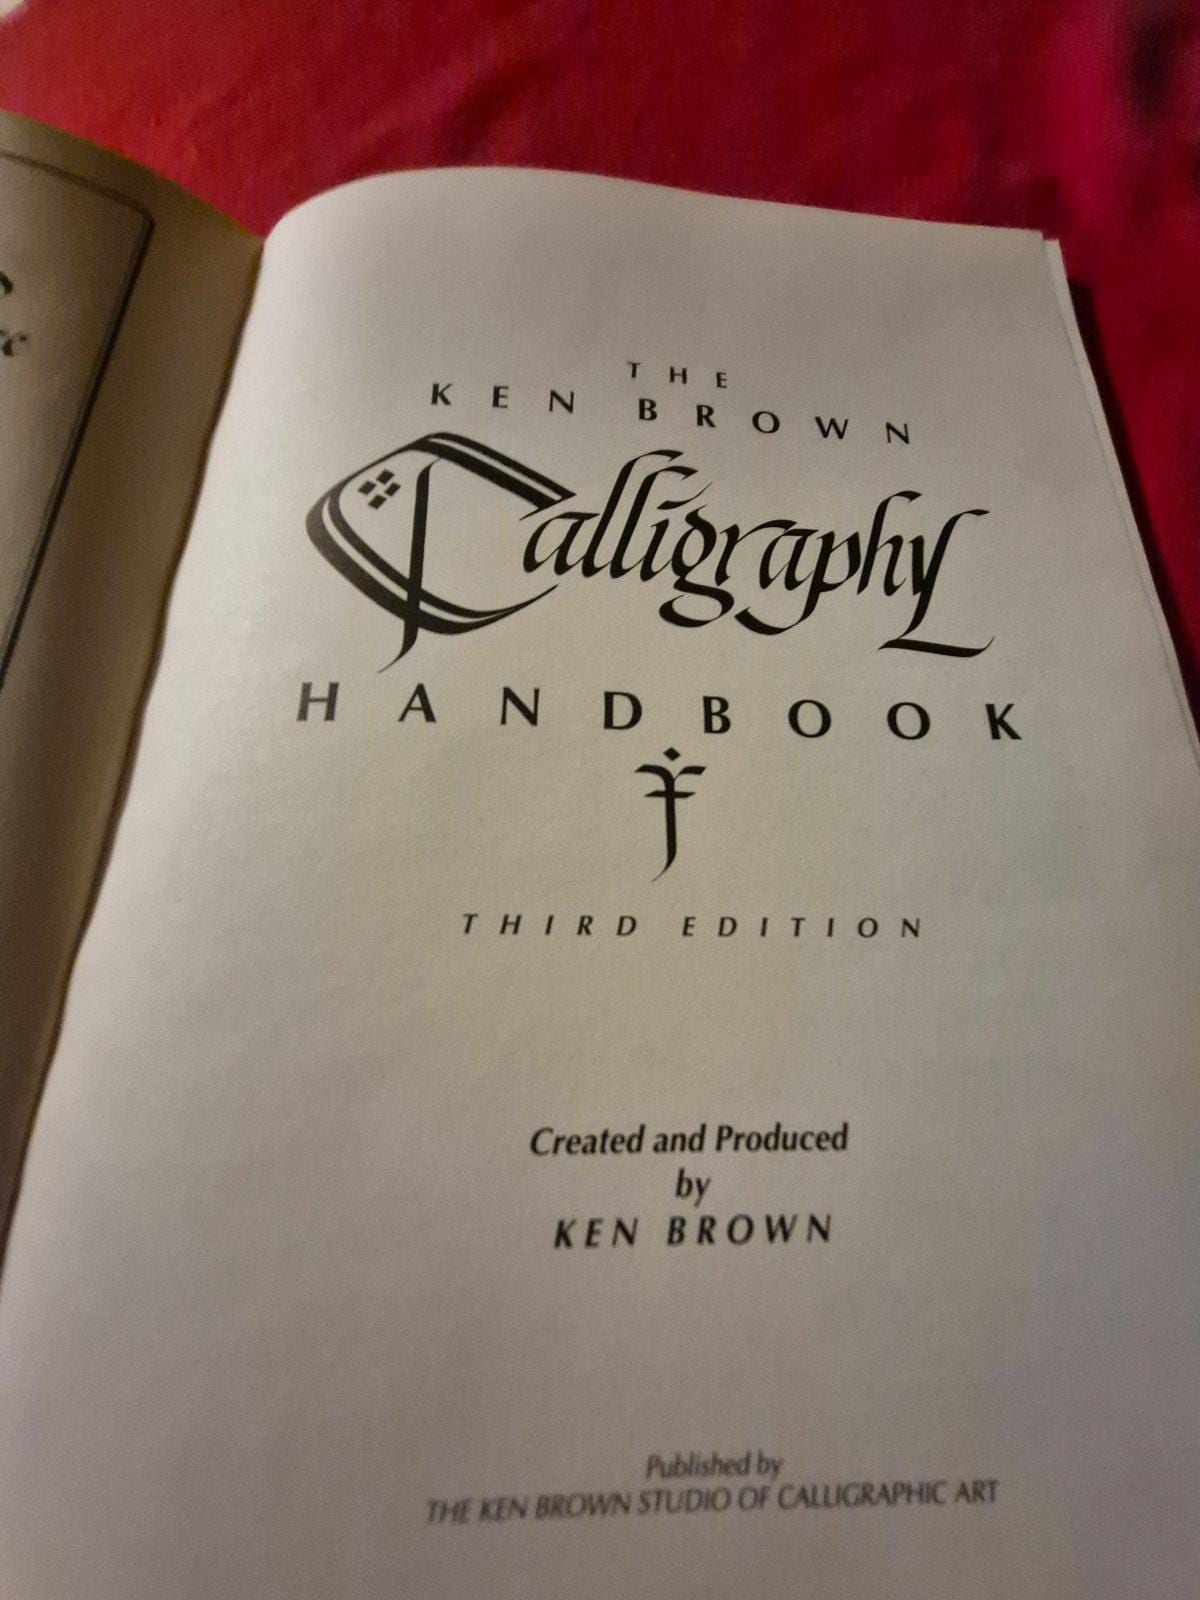 THE
KEN BROWN
Calligraphy
HANDBOOK
THIRD EDITION
Created and Produced
by
KEN BROWN
Published by
THE KEN BROWN STUDIO OF CALLIGRAPHIC ART